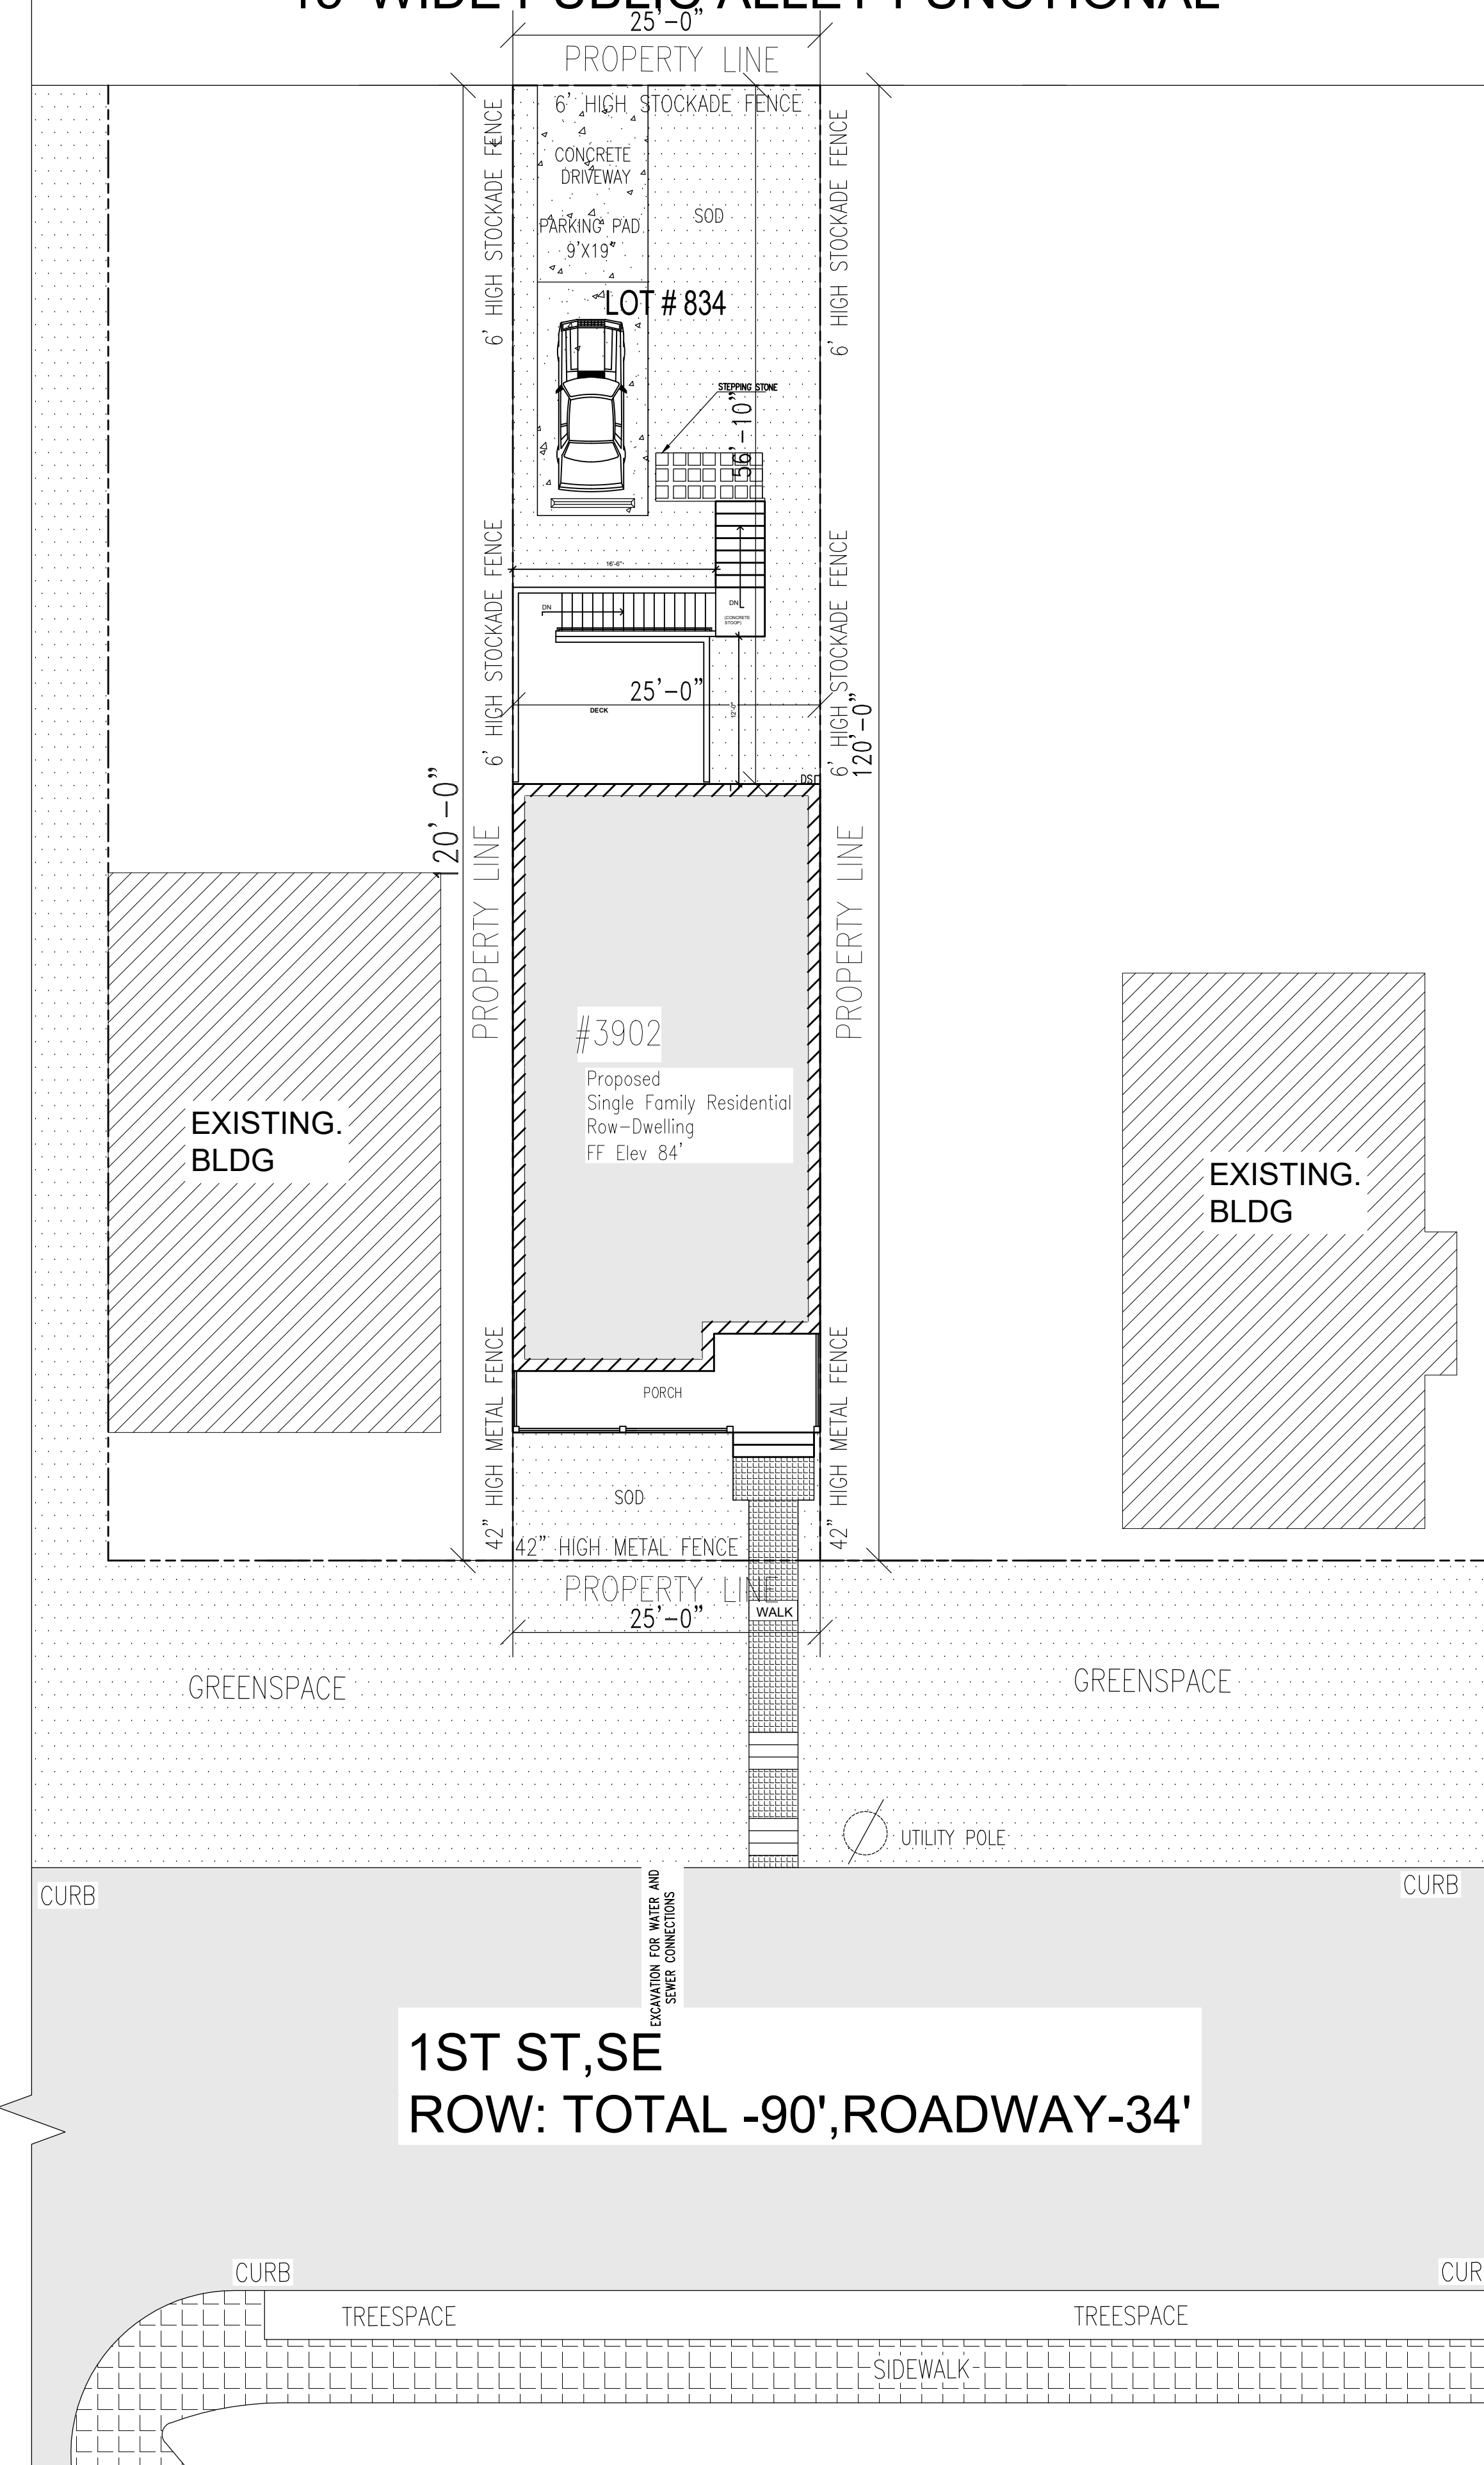 WIDE PUBLIC ALLEY FUNCTIONAL
25'-0"
PROPERTY LINE
6' HIGH STOCKADE FENCE
6' HIGH STOCKADE FENCE
6' HIGH STOCKADE FENCE
CONCRETE
DRIVEWAY
PARKING PAD
9'X19'
SOD
LOT # 834
STEPPING STONE
56'-10"
16'-6"
6' HIGH STOCKADE FENCE
6' HIGH STOCKADE FENCE
DN
DN
(CONCRETE
STOOP)
25'-0"
DECK
12'-0"
DS
120'-0"
120'-0"
PROPERTY LINE
PROPERTY LINE
#3902
Proposed
Single Family Residential
Row-Dwelling
FF Elev 84'
EXISTING.
BLDG
EXISTING.
BLDG
PORCH
42" HIGH METAL FENCE
42" HIGH METAL FENCE
SOD
42" HIGH METAL FENCE
PROPERTY LINE
25'-0"
WALK
GREENSPACE
GREENSPACE
UTILITY POLE
CURB
CURB
EXCAVATION FOR WATER AND
SEWER CONNECTIONS
1ST ST,SE
ROW: TOTAL -90',ROADWAY-34'
CURB
CUR
TREESPACE
TREESPACE
SIDEWALK